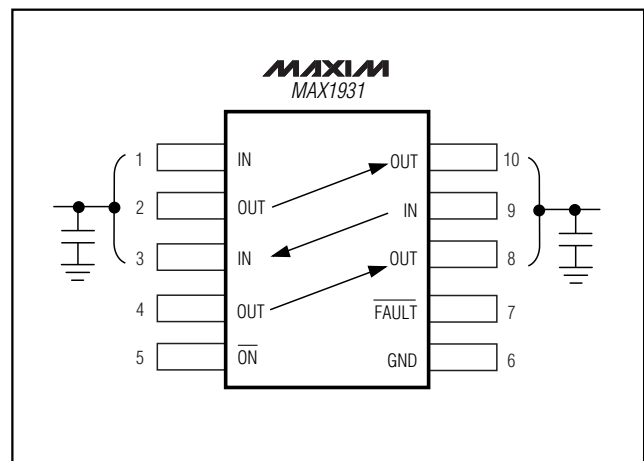 MAXIM
MAX1931
1 IN OUT 10
2 OUT IN 9
3 IN OUT 8
4 OUT FAULT 7
5 ON GND 6